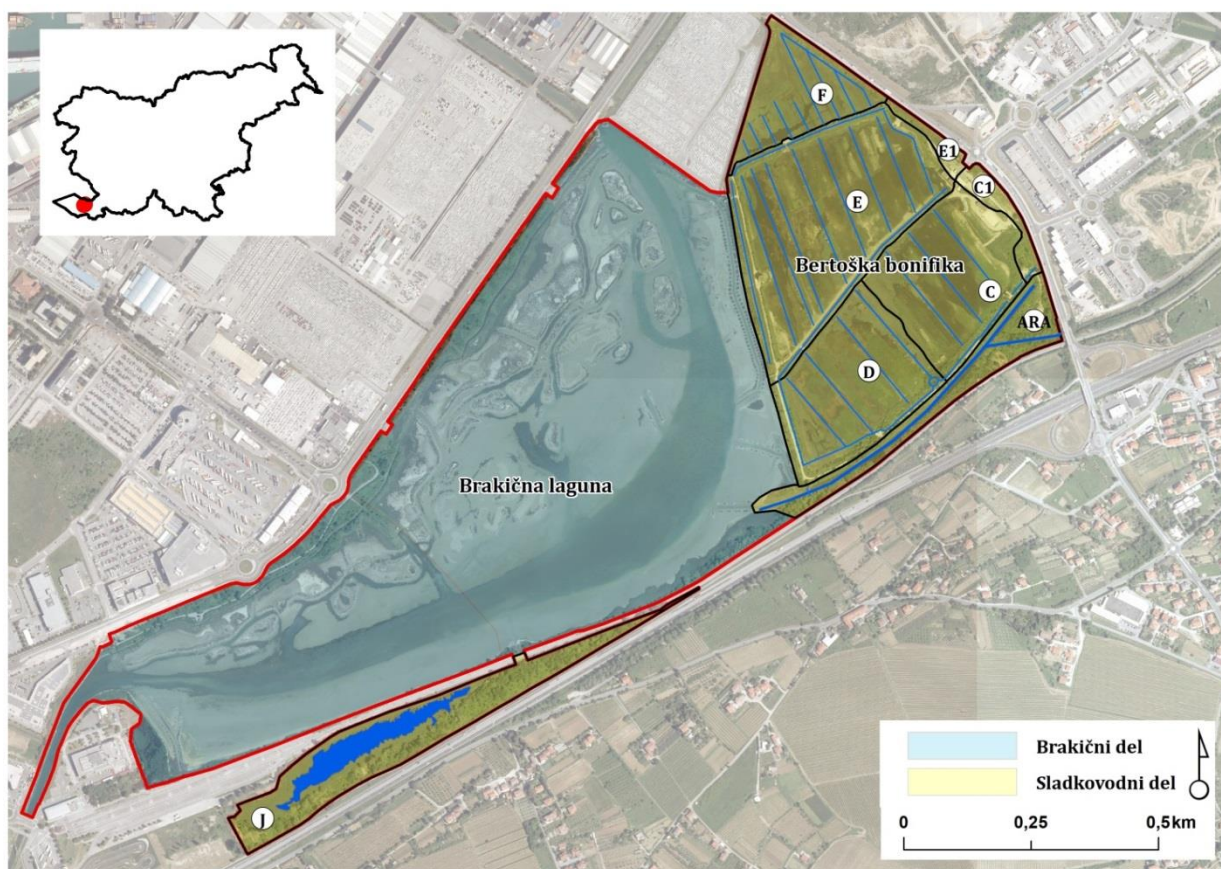 F
E1
C1
E
Bertoška bonifika
C
ARA
D
Brakična laguna
J
Brakični del
Sladkovodni del
0
0,25
0,5km